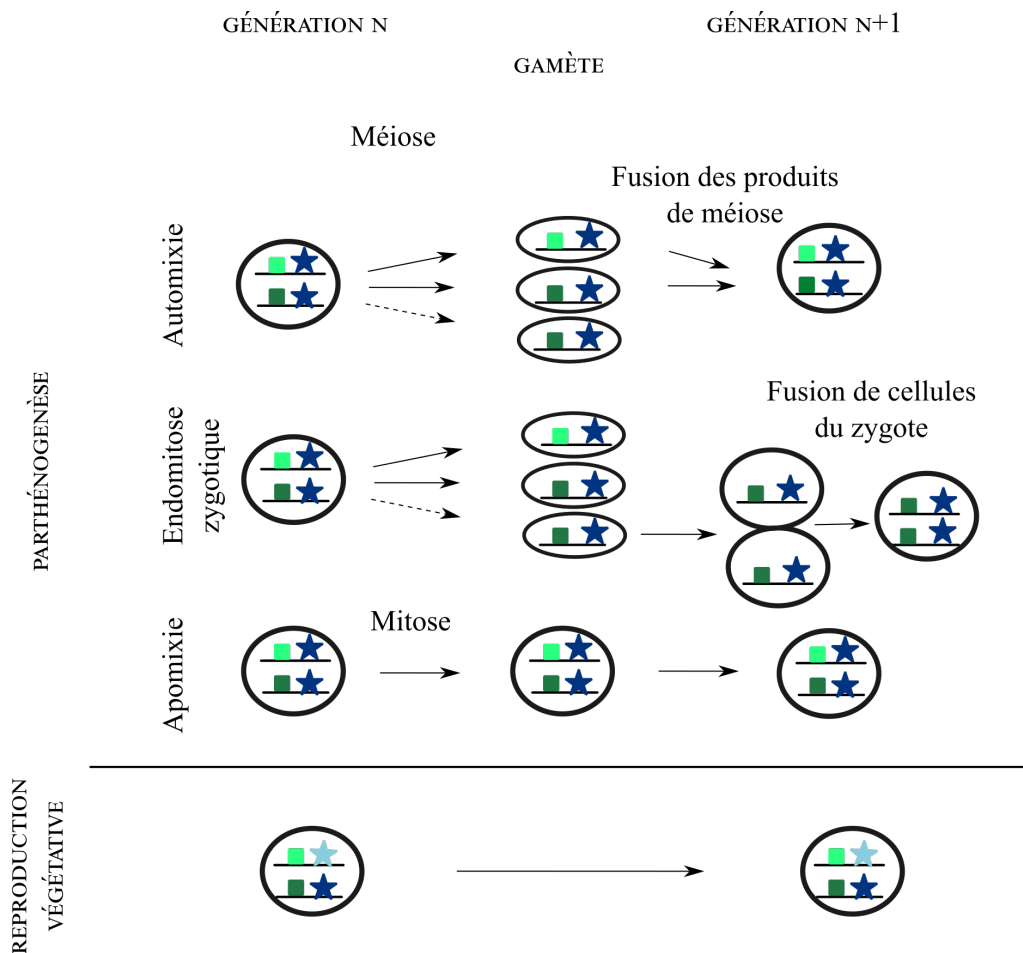 GÉNÉRATION N
GÉNÉRATION N+1
GAMÈTE
Méiose
Fusion des produits
de méiose
Automixie
PARTHÉNOGENÈSE
Endomitose
zygotique
Fusion de cellules
du zygote
Mitose
Apomixie
REPRODUCTION
VÉGÉTATIVE